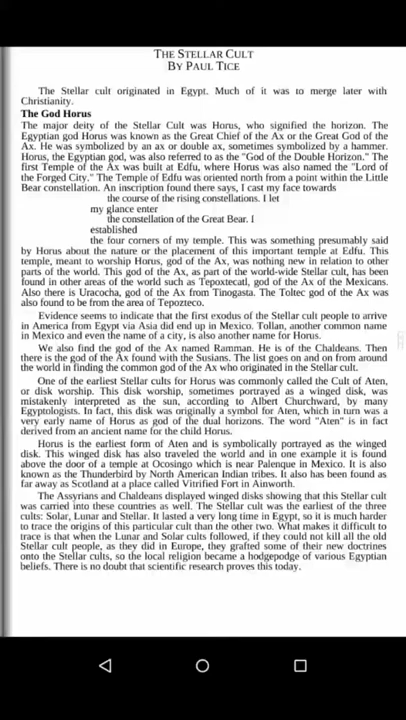 THE STELLAR CULT
BY PAUL TICE
The Stellar cult originated in Egypt. Much of it was to merge later with
Christianity.
The God Horus
The major deity of the Stellar Cult was Horus, who signified the horizon. The
Egyptian god Horus was known as the Great Chief of the Ax or the Great God of the
Ax. He was symbolized by an ax or double ax, sometimes symbolized by a hammer.
Horus, the Egyptian god, was also referred to as the "God of the Double Horizon." The
first Temple of the Ax was built at Edfu, where Horus was also named the "Lord of
the Forged City." The Temple of Edfu was oriented north from a point within the Little
Bear constellation. An inscription found there says, I cast my face towards
the course of the rising constellations. I let
my glance enter
the constellation of the Great Bear. I
established
the four corners of my temple. This was something presumably said
by Horus about the nature or the placement of this important temple at Edfu. This
temple, meant to worship Horus, god of the Ax, was nothing new in relation to other
parts of the world. This god of the Ax, as part of the world-wide Stellar cult, has been
found in other areas of the world such as Tepoxtecatl, god of the Ax of the Mexicans.
Also there is Uracocha, god of the Ax from Tinogasta. The Toltec god of the Ax was
also found to be from the area of Tepozteco.
Evidence seems to indicate that the first exodus of the Stellar cult people to arrive
in America from Egypt via Asia did end up in Mexico. Tollan, another common name
in Mexico and even the name of a city, is also another name for Horus.
We also find the god of the Ax named Ramman. He is of the Chaldeans. Then
there is the god of the Ax found with the Susians. The list goes on and on from around
the world in finding the common god of the Ax who originated in the Stellar cult.
One of the earliest Stellar cults for Horus was commonly called the Cult of Aten,
or disk worship. This disk worship, sometimes portrayed as a winged disk, was
mistakenly interpreted as the sun, according to Albert Churchward, by many
Egyptologists. In fact, this disk was originally a symbol for Aten, which in turn was a
very early name of Horus as god of the dual horizons. The word "Aten" is in fact
derived from an ancient name for the child Horus.
Horus is the earliest form of Aten and is symbolically portrayed as the winged
disk. This winged disk has also traveled the world and in one example it is found
above the door of a temple at Ocosingo which is near Palenque in Mexico. It is also
known as the Thunderbird by North American Indian tribes. It also has been found as
far away as Scotland at a place called Vitrified Fort in Ainworth.
The Assyrians and Chaldeans displayed winged disks showing that this Stellar cult
was carried into these countries as well. The Stellar cult was the earliest of the three
cults: Solar, Lunar and Stellar. It lasted a very long time in Egypt, so it is much harder
to trace the origins of this particular cult than the other two. What makes it difficult to
trace is that when the Lunar and Solar cults followed, if they could not kill all the old
Stellar cult people, as they did in Europe, they grafted some of their new doctrines
onto the Stellar cults, so the local religion became a hodgepodge of various Egyptian
beliefs. There is no doubt that scientific research proves this today.